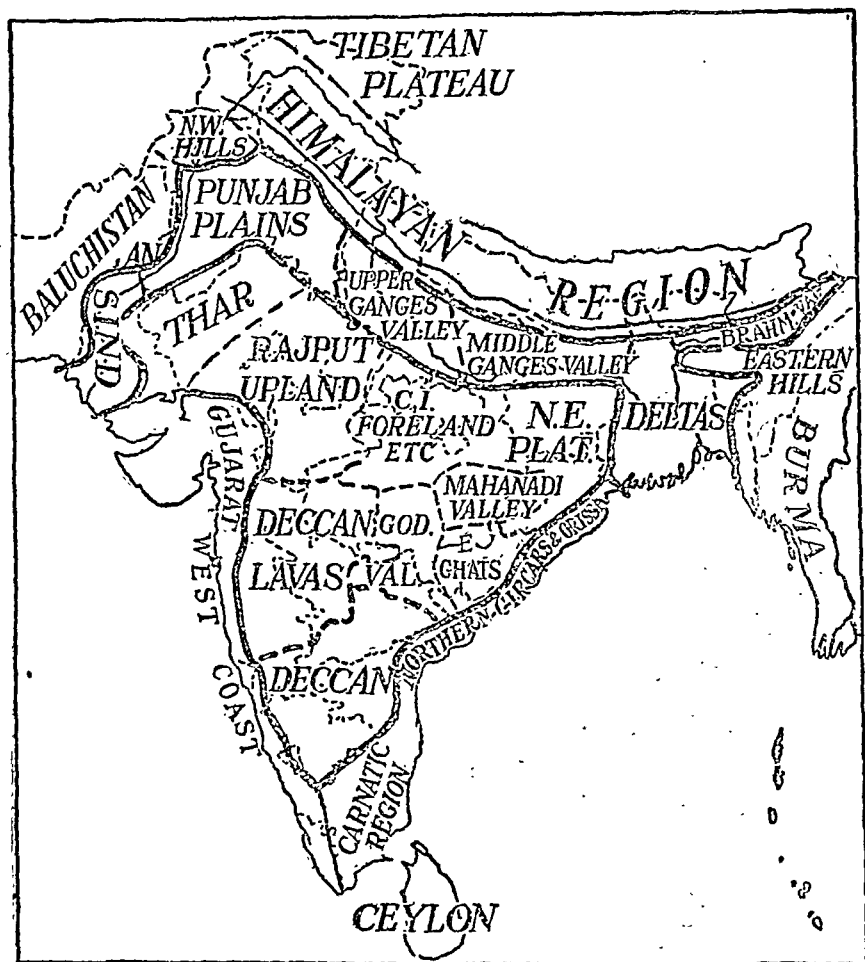 TIBETAN
PLATEAU
N.W.
HILLS
HIMALAYAN
REGION
PUNJAB
PLAINS
BALUCHISTAN
SIND
THAR
UPPER
GANGES
VALLEY
MIDDLE
GANGES VALLEY
BRAHM. VAL.
EASTERN
HILLS
RAJPUT
UPLAND
C.I.
FORELAND
ETC
N.E.
PLAT.
DELTAS
BURMA
GUJARAT
MAHANADI
VALLEY
DECCAN
LAVAS
GOD.
VAL.
E
GHATS
NORTHERN CIRCARS & ORISSA
WEST COAST
DECCAN
CARNATIC
REGION
CEYLON